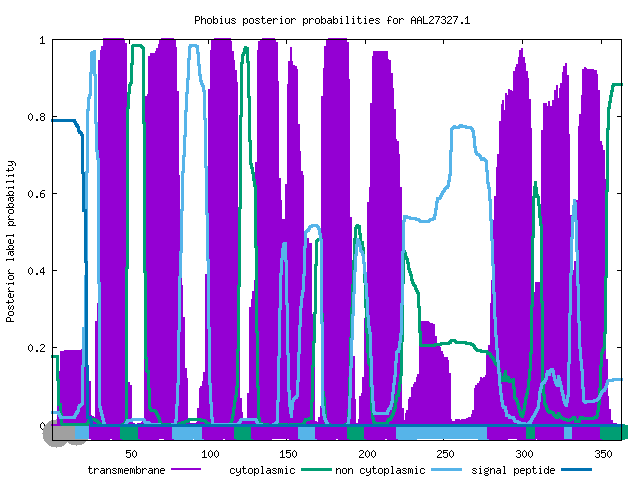 Phobius posterior probabilities for AAL27327.1
Posterior label probability
1
0.8
0.6
0.4
0.2
0
50 100 150 200 250 300 350
transmembrane cytoplasmic non cytoplasmic signal peptide